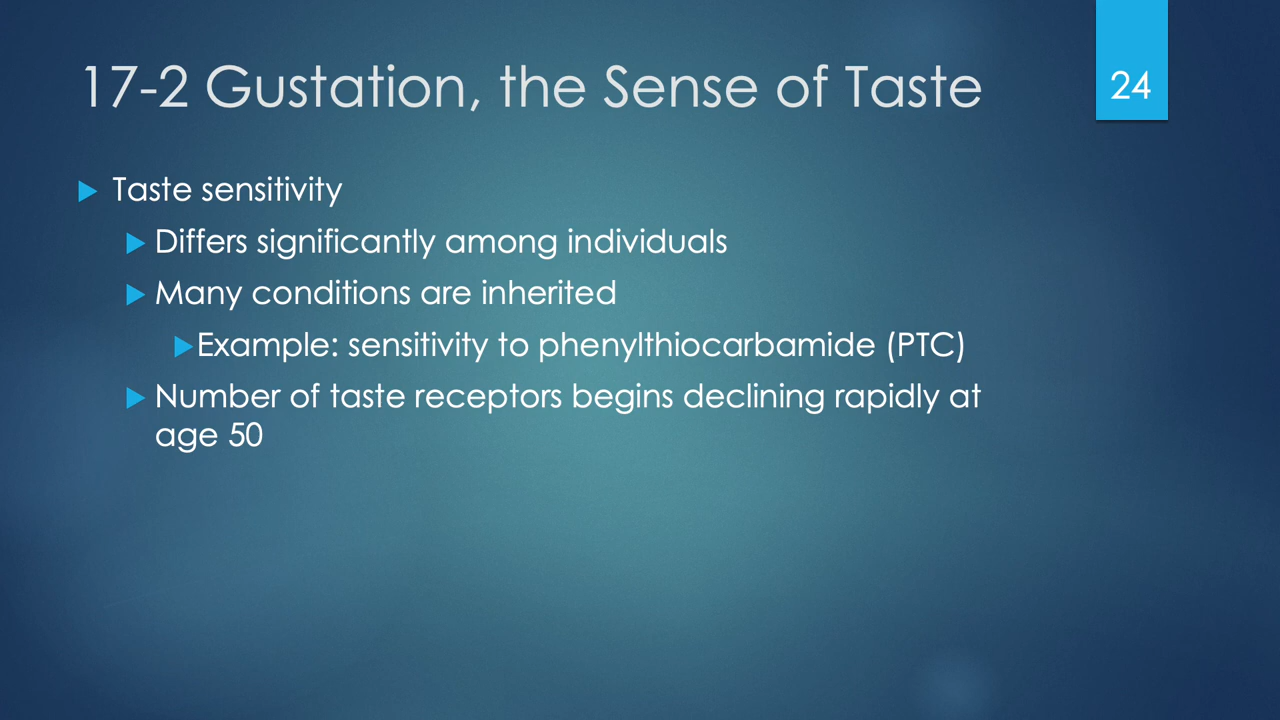 17-2 Gustation, the Sense of Taste
24
Taste sensitivity
Differs significantly among individuals
Many conditions are inherited
Example: sensitivity to phenylthiocarbamide (PTC)
Number of taste receptors begins declining rapidly at
age 50